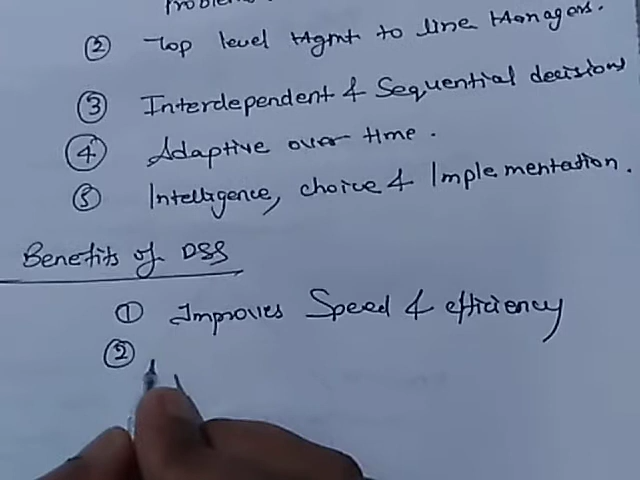 Problems
② Top level Mgmt to line Managers.
③ Interdependent & Sequential decisions
④ Adaptive over time.
⑤ Intelligence, choice & Implementation.
Benefits of DSS
① Improves Speed & efficiency
②